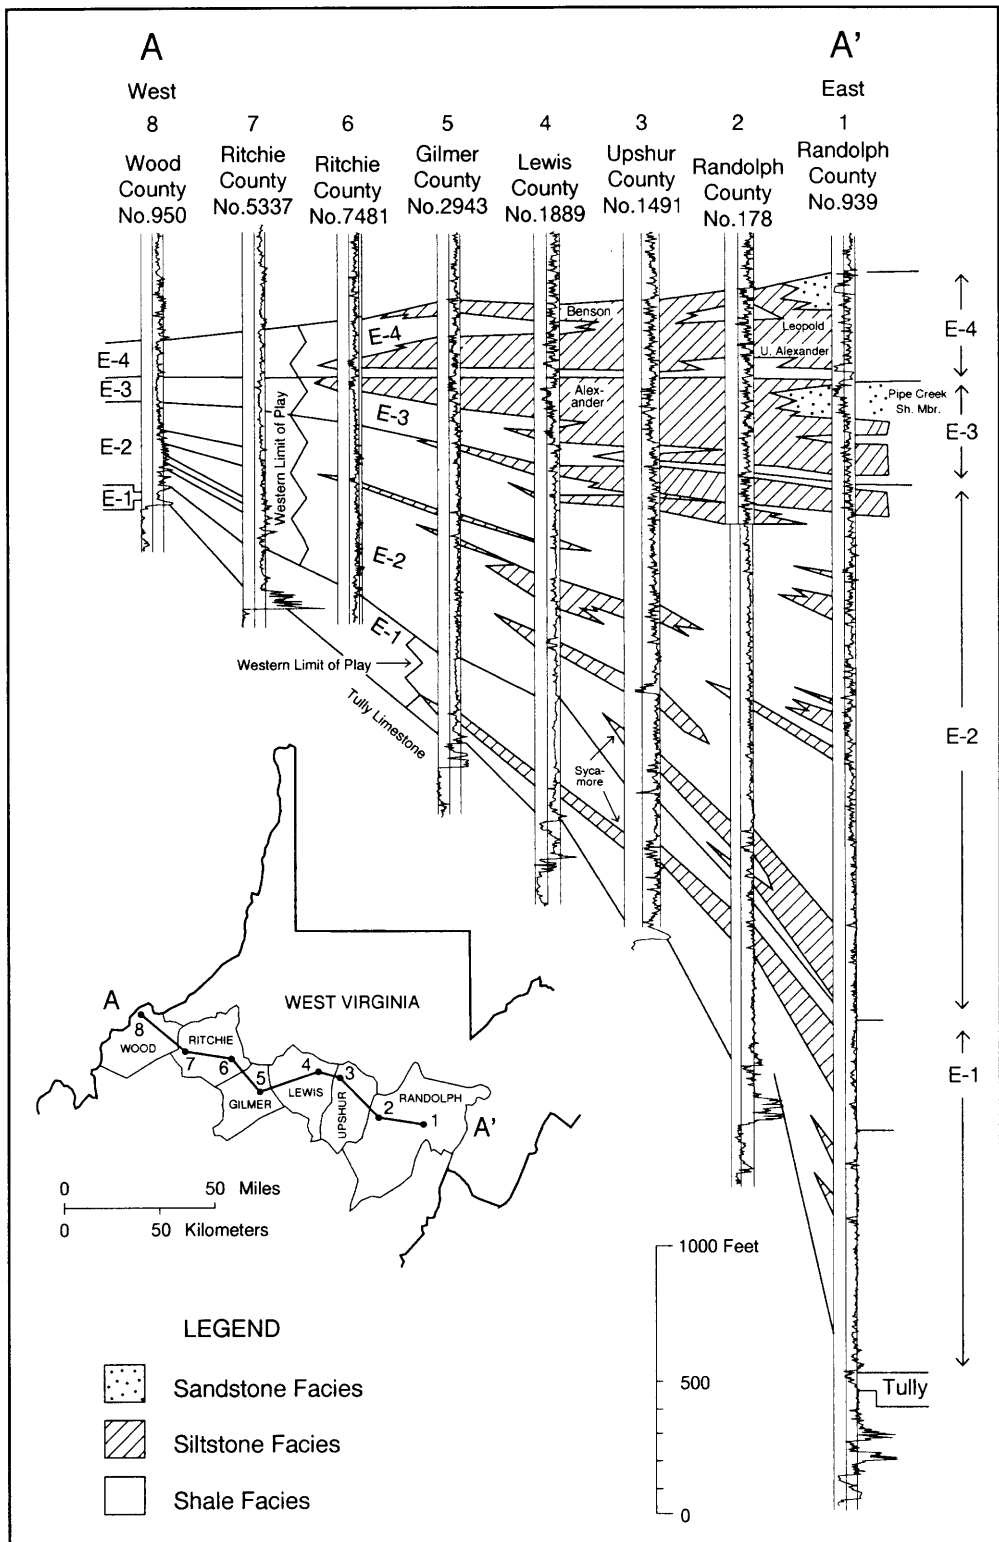 A
A'
West
East
8
7
6
5
4
3
2
1
Wood
County
No.950
Ritchie
County
No.5337
Ritchie
County
No.7481
Gilmer
County
No.2943
Lewis
County
No.1889
Upshur
County
No.1491
Randolph
County
No.178
Randolph
County
No.939
E-4
E-3
E-2
E-1
Western Limit of Play
E-4
E-3
E-2
E-1
Western Limit of Play
Tully Limestone
Benson
Leopold
U. Alexander
Alex-
ander
Pipe Creek
Sh. Mbr.
Syca-
more
E-4
E-3
E-2
E-1
Tully
A
WEST VIRGINIA
8
WOOD
RITCHIE
7
6
5
GILMER
4
LEWIS
3
UPSHUR
2
RANDOLPH
1
A'
0 50 Miles
0 50 Kilometers
1000 Feet
500
0
LEGEND
Sandstone Facies
Siltstone Facies
Shale Facies